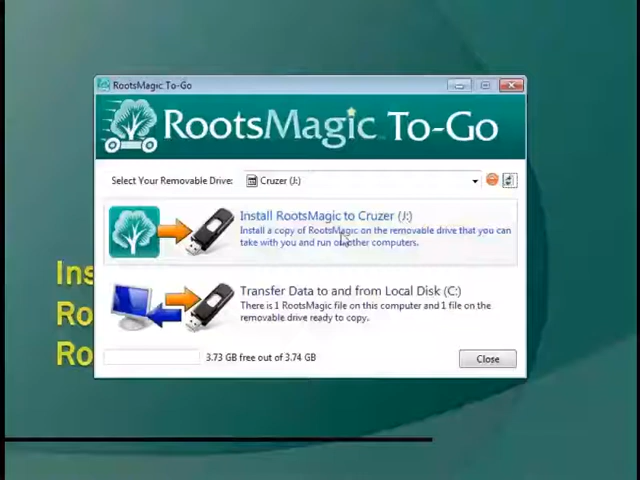 RootsMagic To-Go
RootsMagic To-Go
Select Your Removable Drive:
Cruzer (J:)
Install RootsMagic to Cruzer (J:)
Install a copy of RootsMagic on the removable drive that you can
take with you and run on other computers.
Transfer Data to and from Local Disk (C:)
There is 1 RootsMagic file on this computer and 1 file on the
removable drive ready to copy.
Ins
Ro
Ro
3.73 GB free out of 3.74 GB
Close